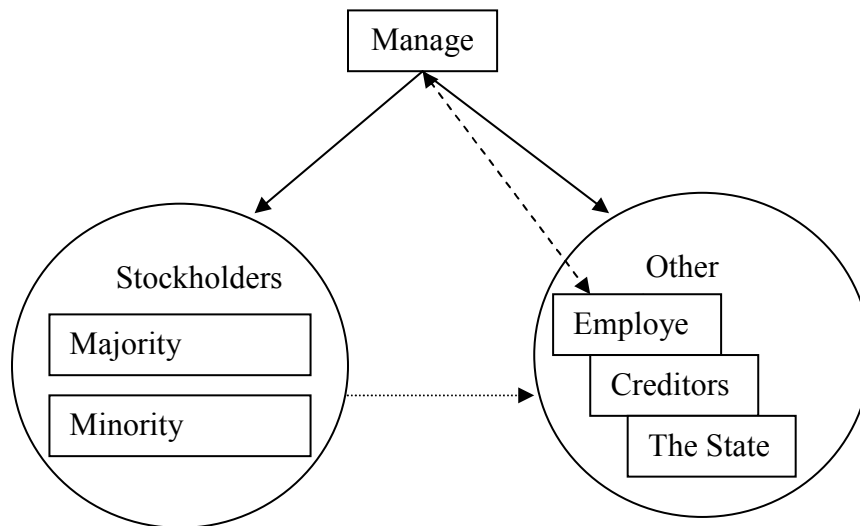 Manage
Stockholders
Majority
Minority
Other
Employe
Creditors
The State